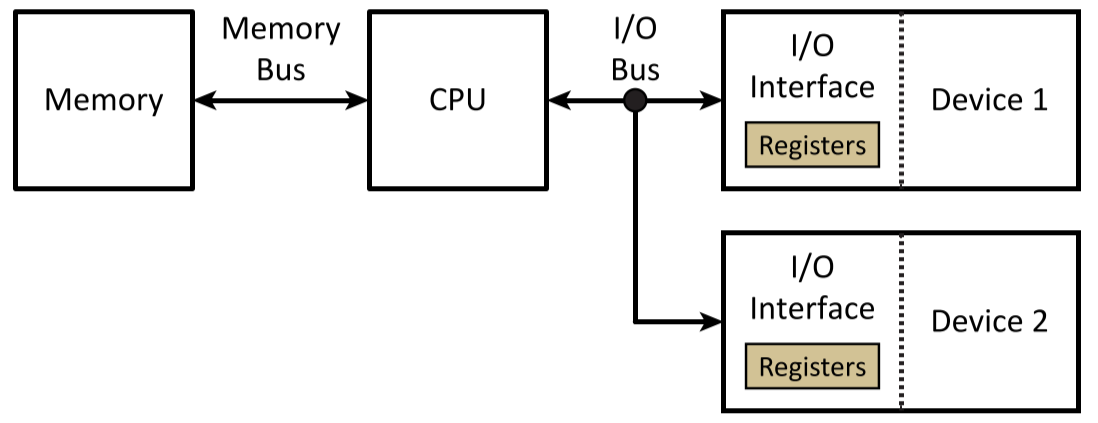 Memory
Memory
Bus
CPU
I/O
Bus
I/O
Interface
Registers
Device 1
I/O
Interface
Registers
Device 2